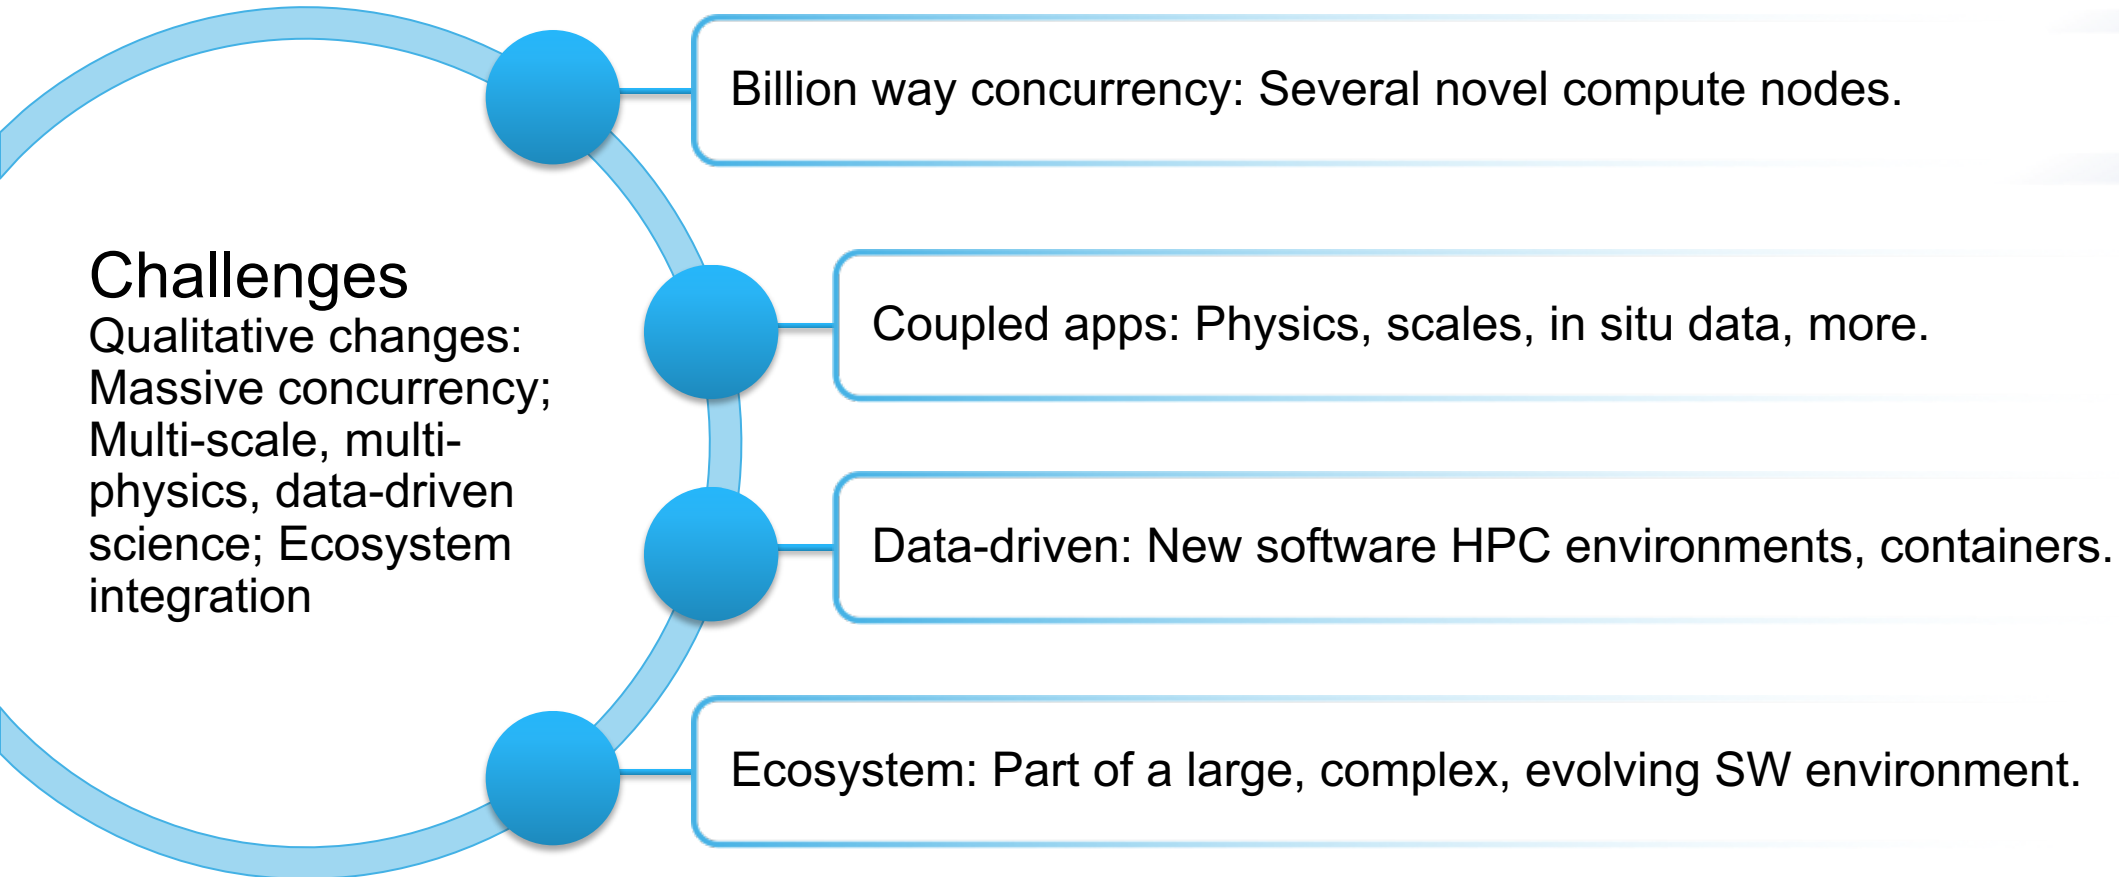 Challenges
Qualitative changes:
Massive concurrency;
Multi-scale, multi-
physics, data-driven
science; Ecosystem
integration
Billion way concurrency: Several novel compute nodes.
Coupled apps: Physics, scales, in situ data, more.
Data-driven: New software HPC environments, containers.
Ecosystem: Part of a large, complex, evolving SW environment.